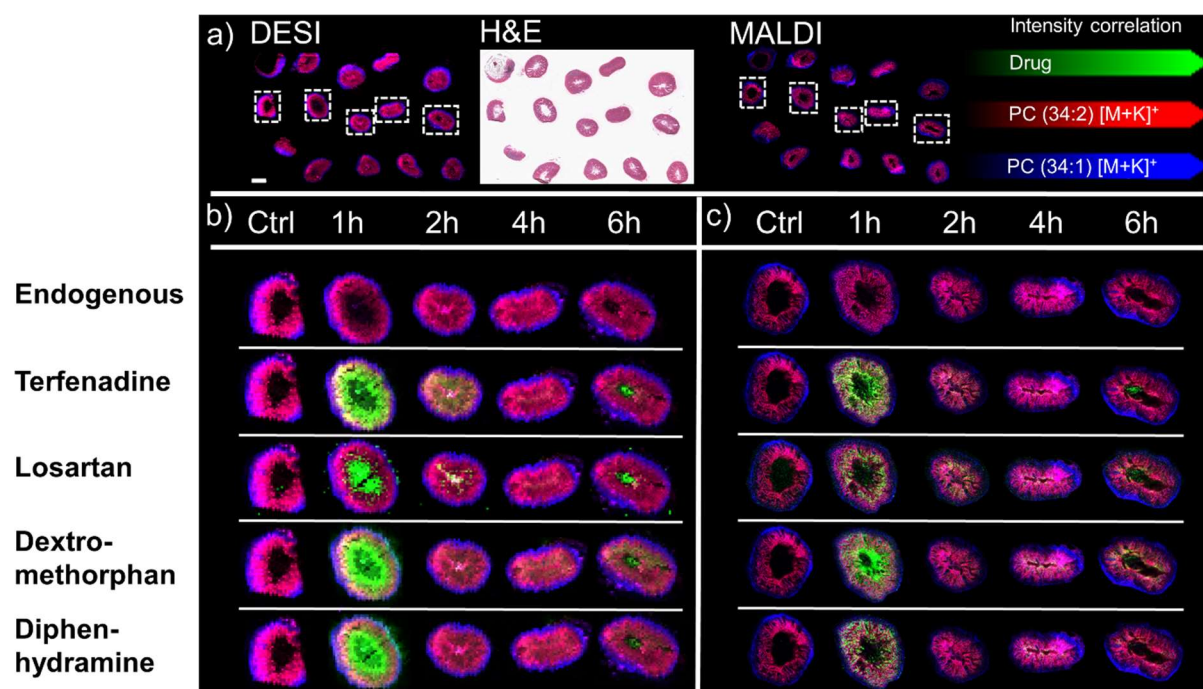 a) DESI H&E MALDI Intensity correlation
Drug
PC (34:2) [M+K]⁺
PC (34:1) [M+K]⁺
b) Ctrl 1h 2h 4h 6h c) Ctrl 1h 2h 4h 6h
Endogenous
Terfenadine
Losartan
Dextro-
methorphan
Diphen-
hydramine